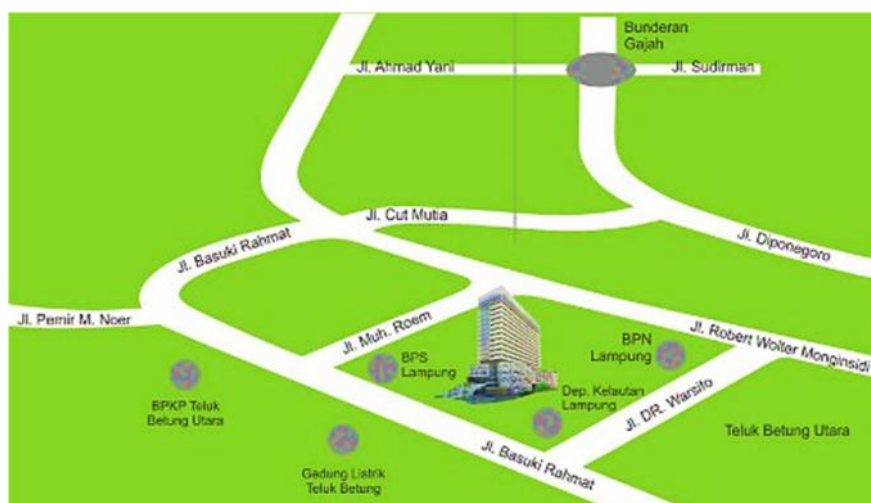 Bunderan
Gajah
Jl. Ahmad Yani
Jl. Sudirman
Jl. Cut Mutia
Jl. Basuki Rahmat
Jl. Diponegoro
Jl. Pemir M. Noer
Jl. Muh. Roem
Jl. Robert Wolter Monginsidi
BPN
Lampung
BPS
Lampung
BPKP Teluk
Betung Utara
Dep. Kelautan
Lampung
Jl. DR. Warsito
Teluk Betung Utara
Gedung Listrik
Teluk Betung
Jl. Basuki Rahmat